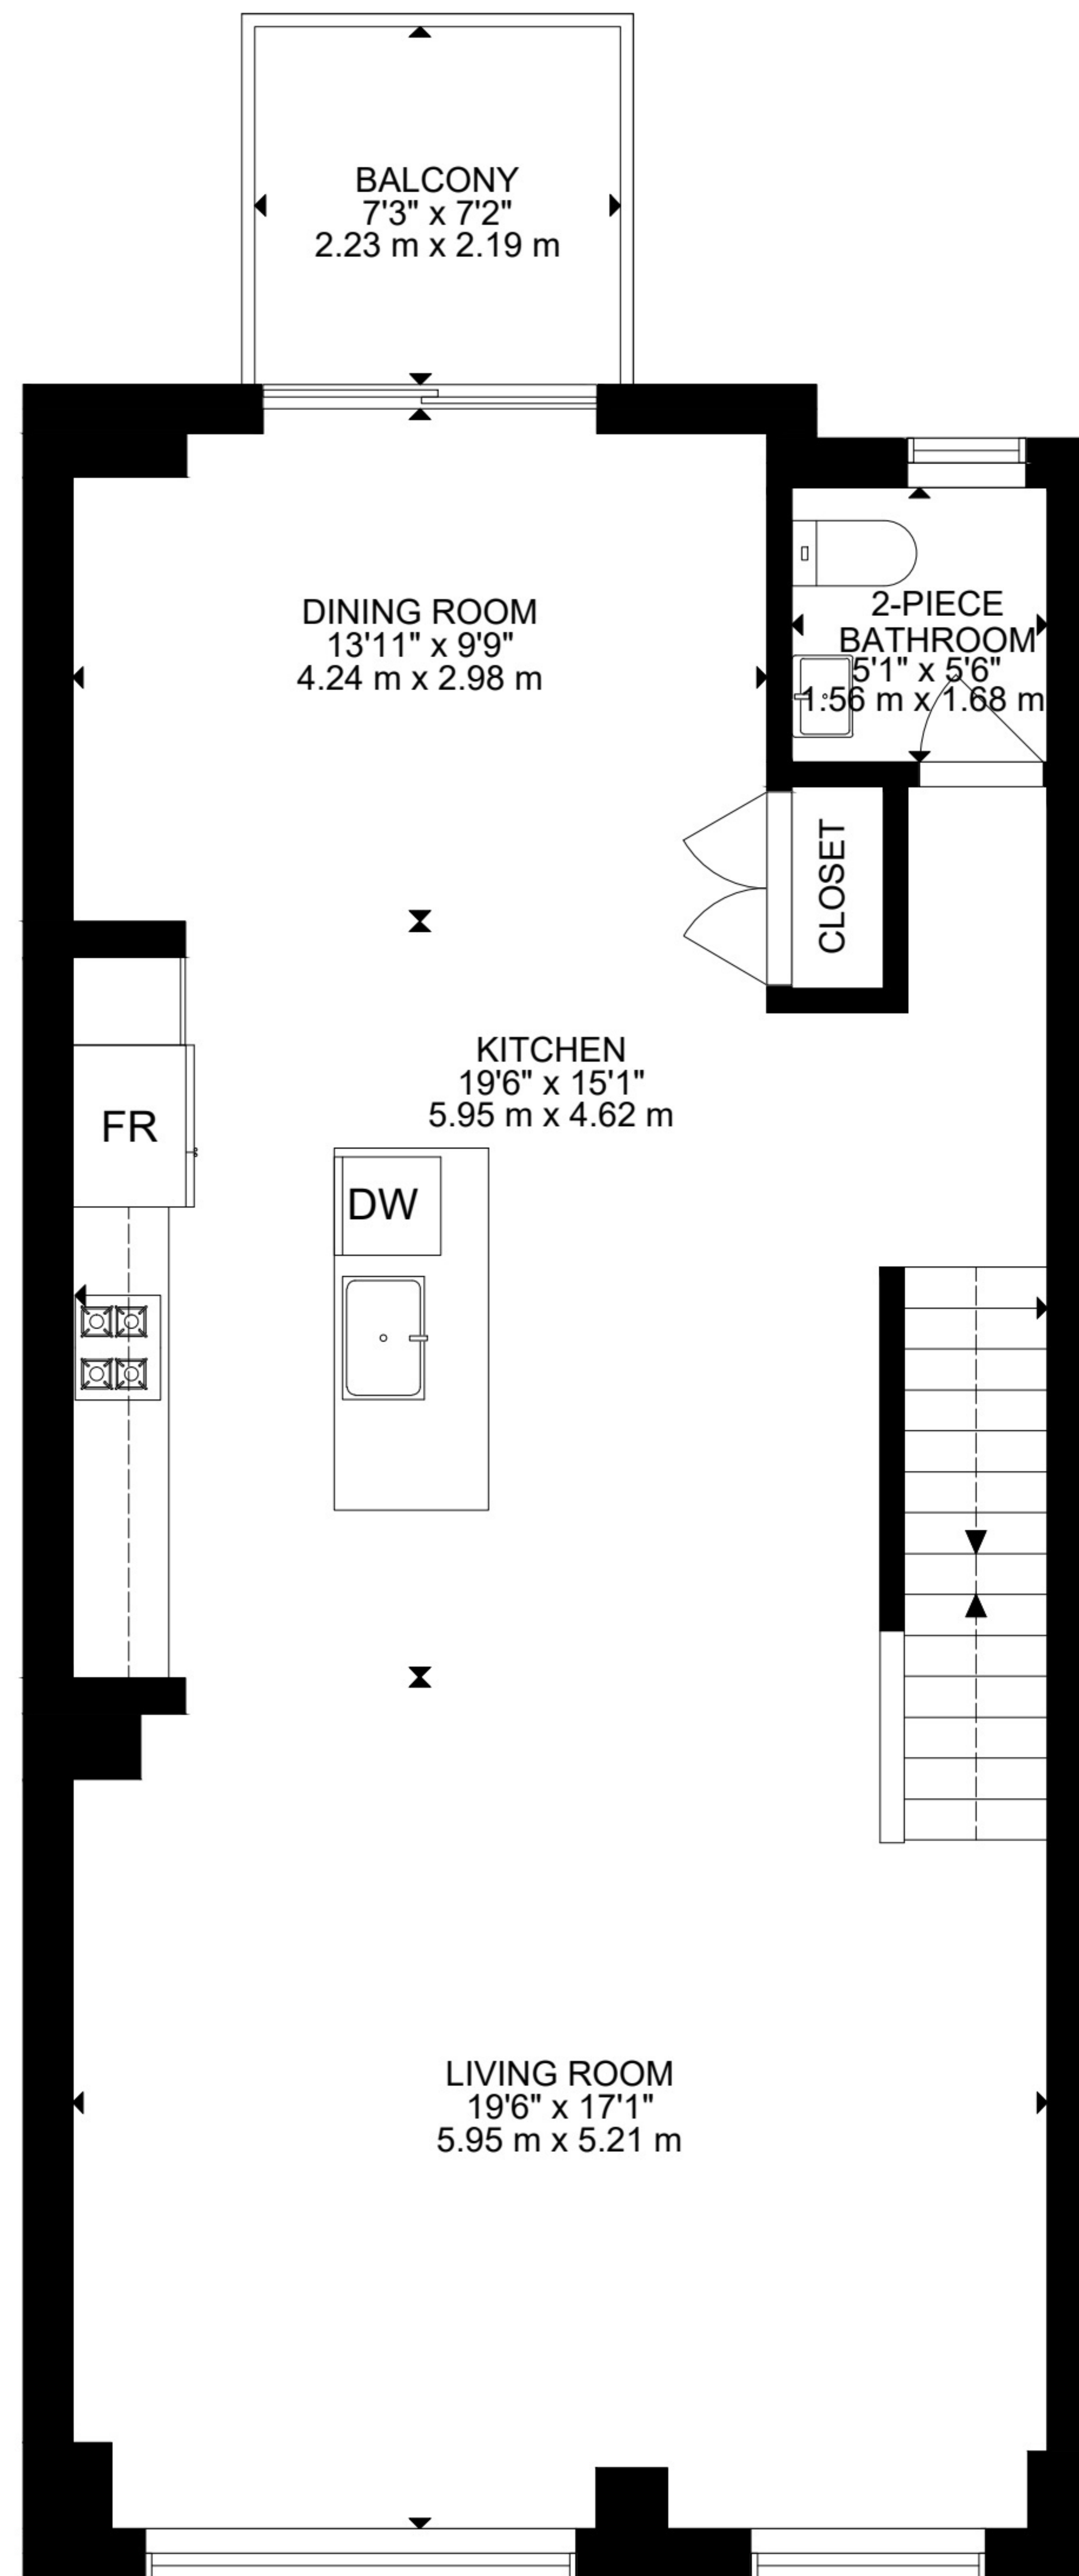 BALCONY
7'3" x 7'2"
2.23 m x 2.19 m
DINING ROOM
13'11" x 9'9"
4.24 m x 2.98 m
2-PIECE
BATHROOM
5'1" x 5'6"
1.56 m x 1.68 m
CLOSET
KITCHEN
19'6" x 15'1"
5.95 m x 4.62 m
FR
DW
LIVING ROOM
19'6" x 17'1"
5.95 m x 5.21 m